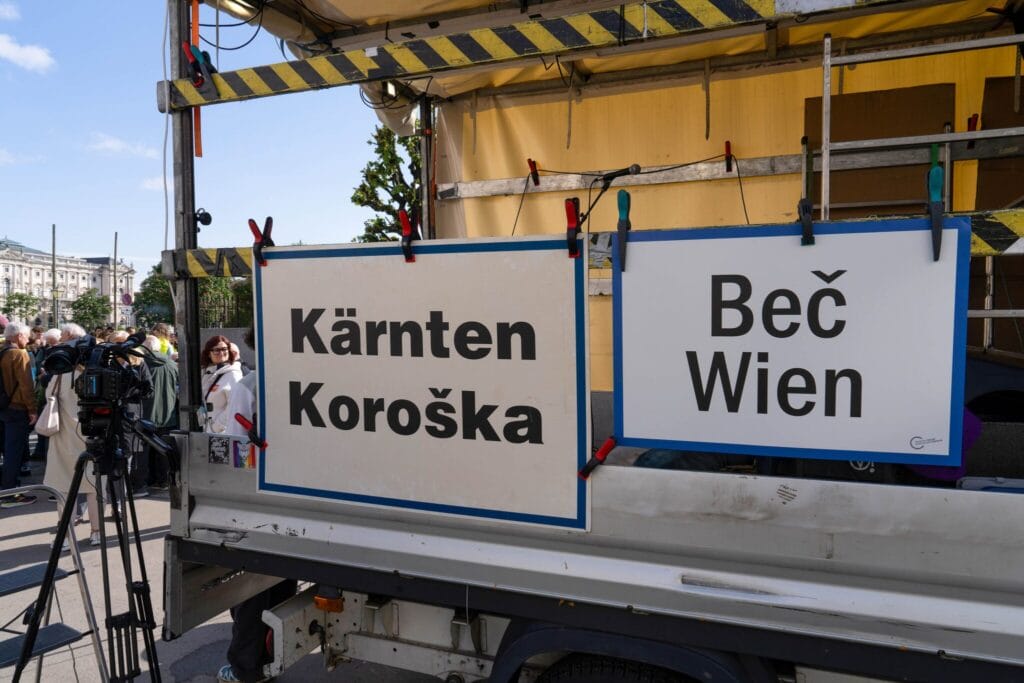 Kärnten
Koroška
Beč
Wien